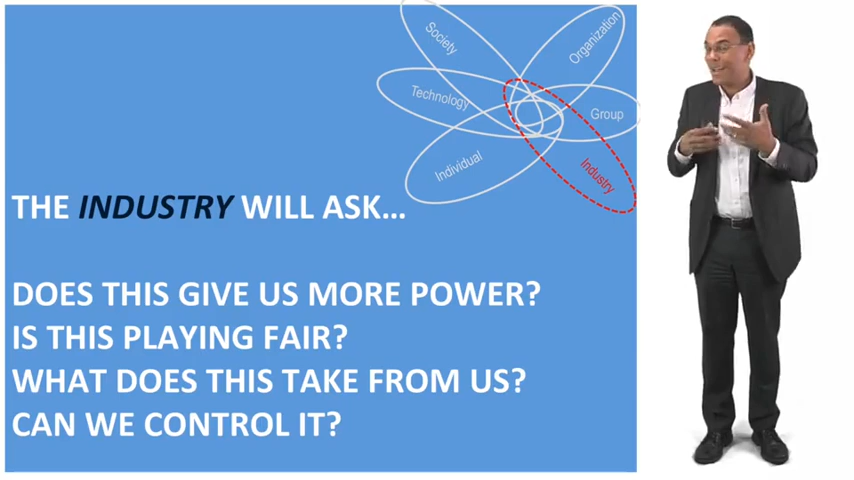 Society
Organization
Technology
Group
Individual
Industry
THE INDUSTRY WILL ASK...
DOES THIS GIVE US MORE POWER?
IS THIS PLAYING FAIR?
WHAT DOES THIS TAKE FROM US?
CAN WE CONTROL IT?